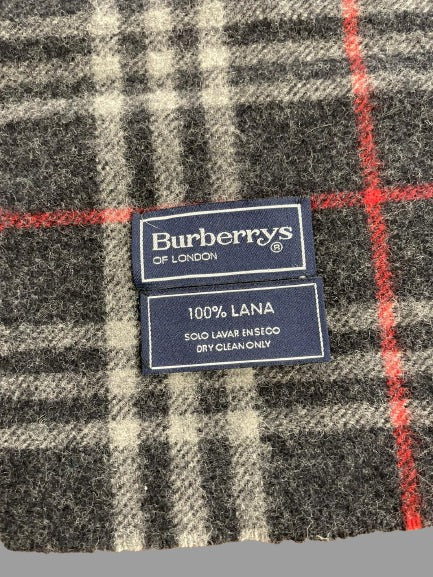 Burberrys®
OF LONDON
100% LANA
SOLO LAVAR EN SECO
DRY CLEAN ONLY